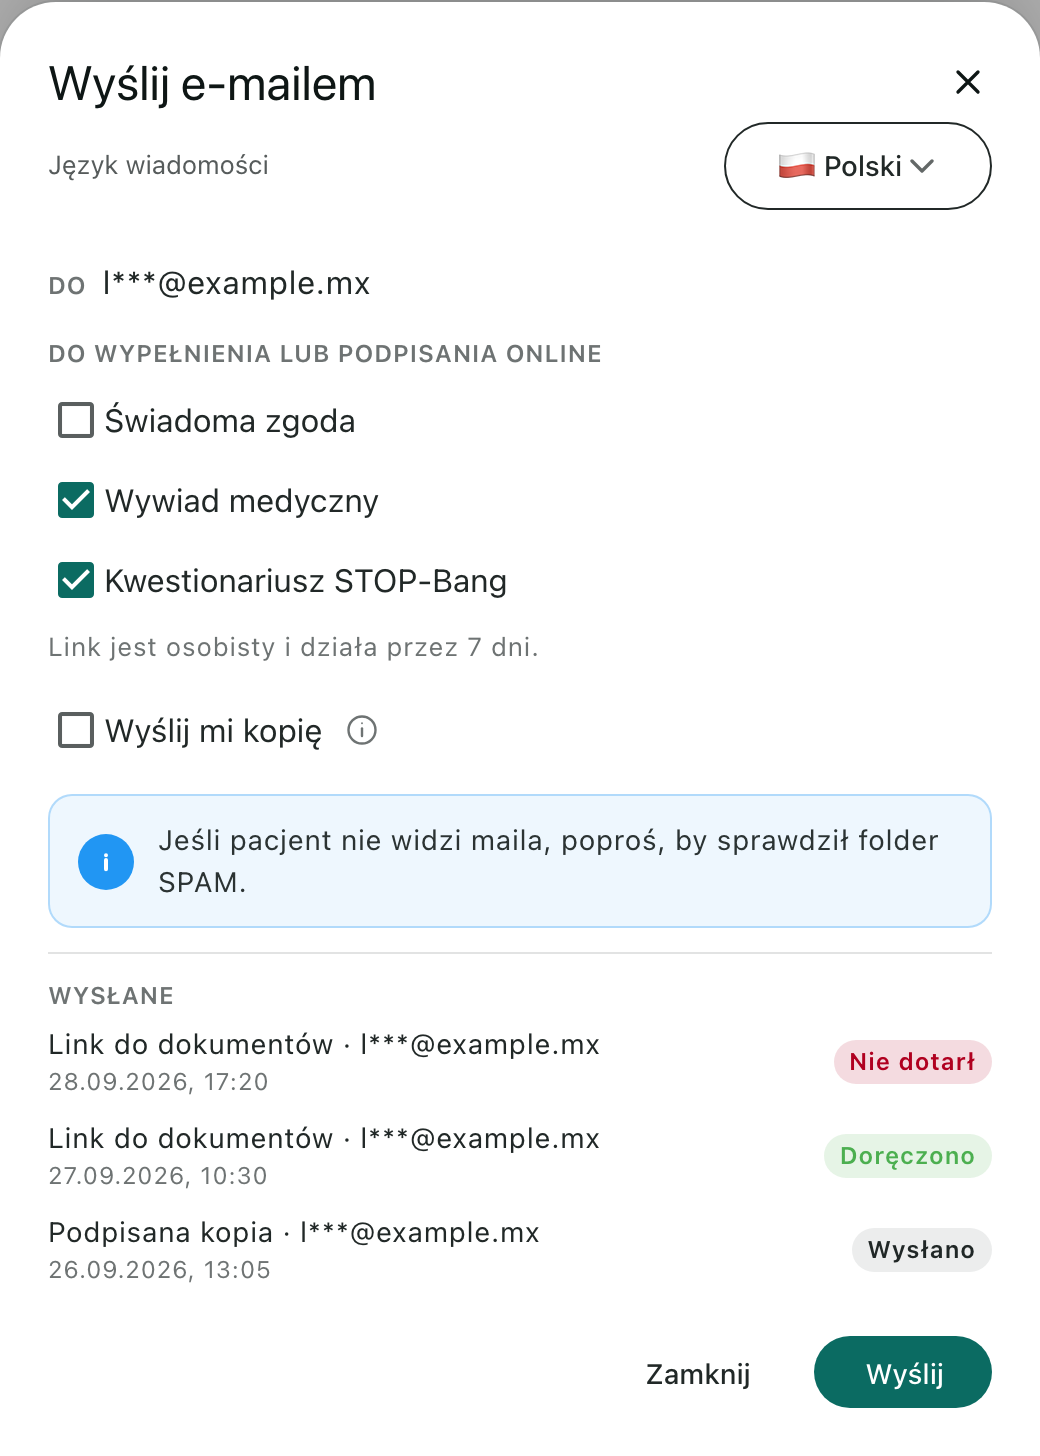 Wyślij e-mailem
Język wiadomości
Polski
DO l***@example.mx
DO WYPEŁNIENIA LUB PODPISANIA ONLINE
Świadoma zgoda
Wywiad medyczny
Kwestionariusz STOP-Bang
Link jest osobisty i działa przez 7 dni.
Wyślij mi kopię
Jeśli pacjent nie widzi maila, poproś, by sprawdził folder
SPAM.
WYSŁANE
Link do dokumentów · l***@example.mx
28.09.2026, 17:20
Nie dotarł
Link do dokumentów · l***@example.mx
27.09.2026, 10:30
Doręczono
Podpisana kopia · l***@example.mx
26.09.2026, 13:05
Wysłano
Zamknij
Wyślij